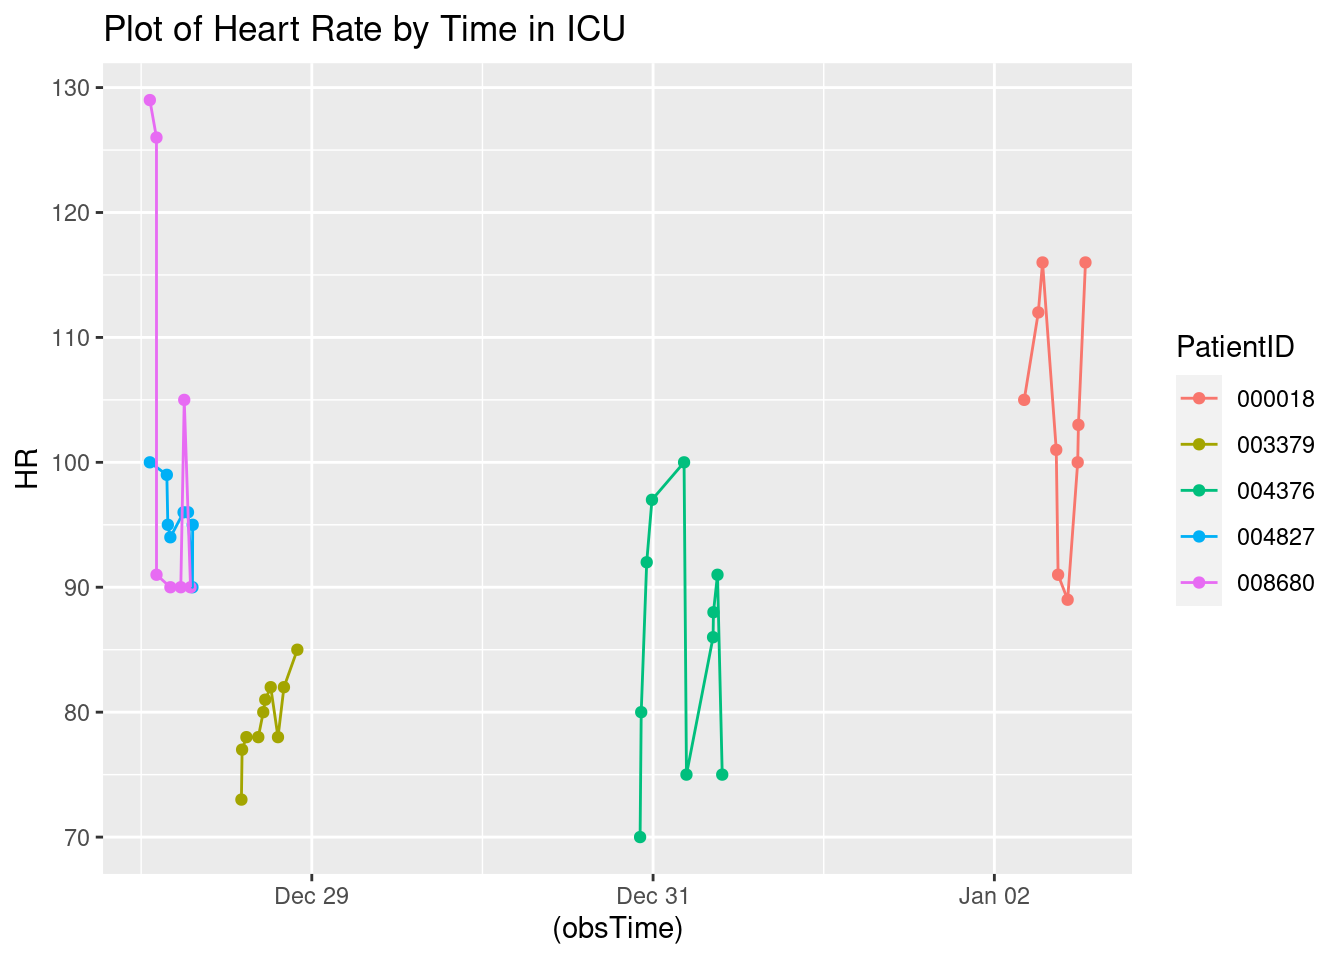 Plot of Heart Rate by Time in ICU
130
120
110
100
90
80
70
HR
Dec 29
Dec 31
Jan 02
(obsTime)
PatientID
000018
003379
004376
004827
008680